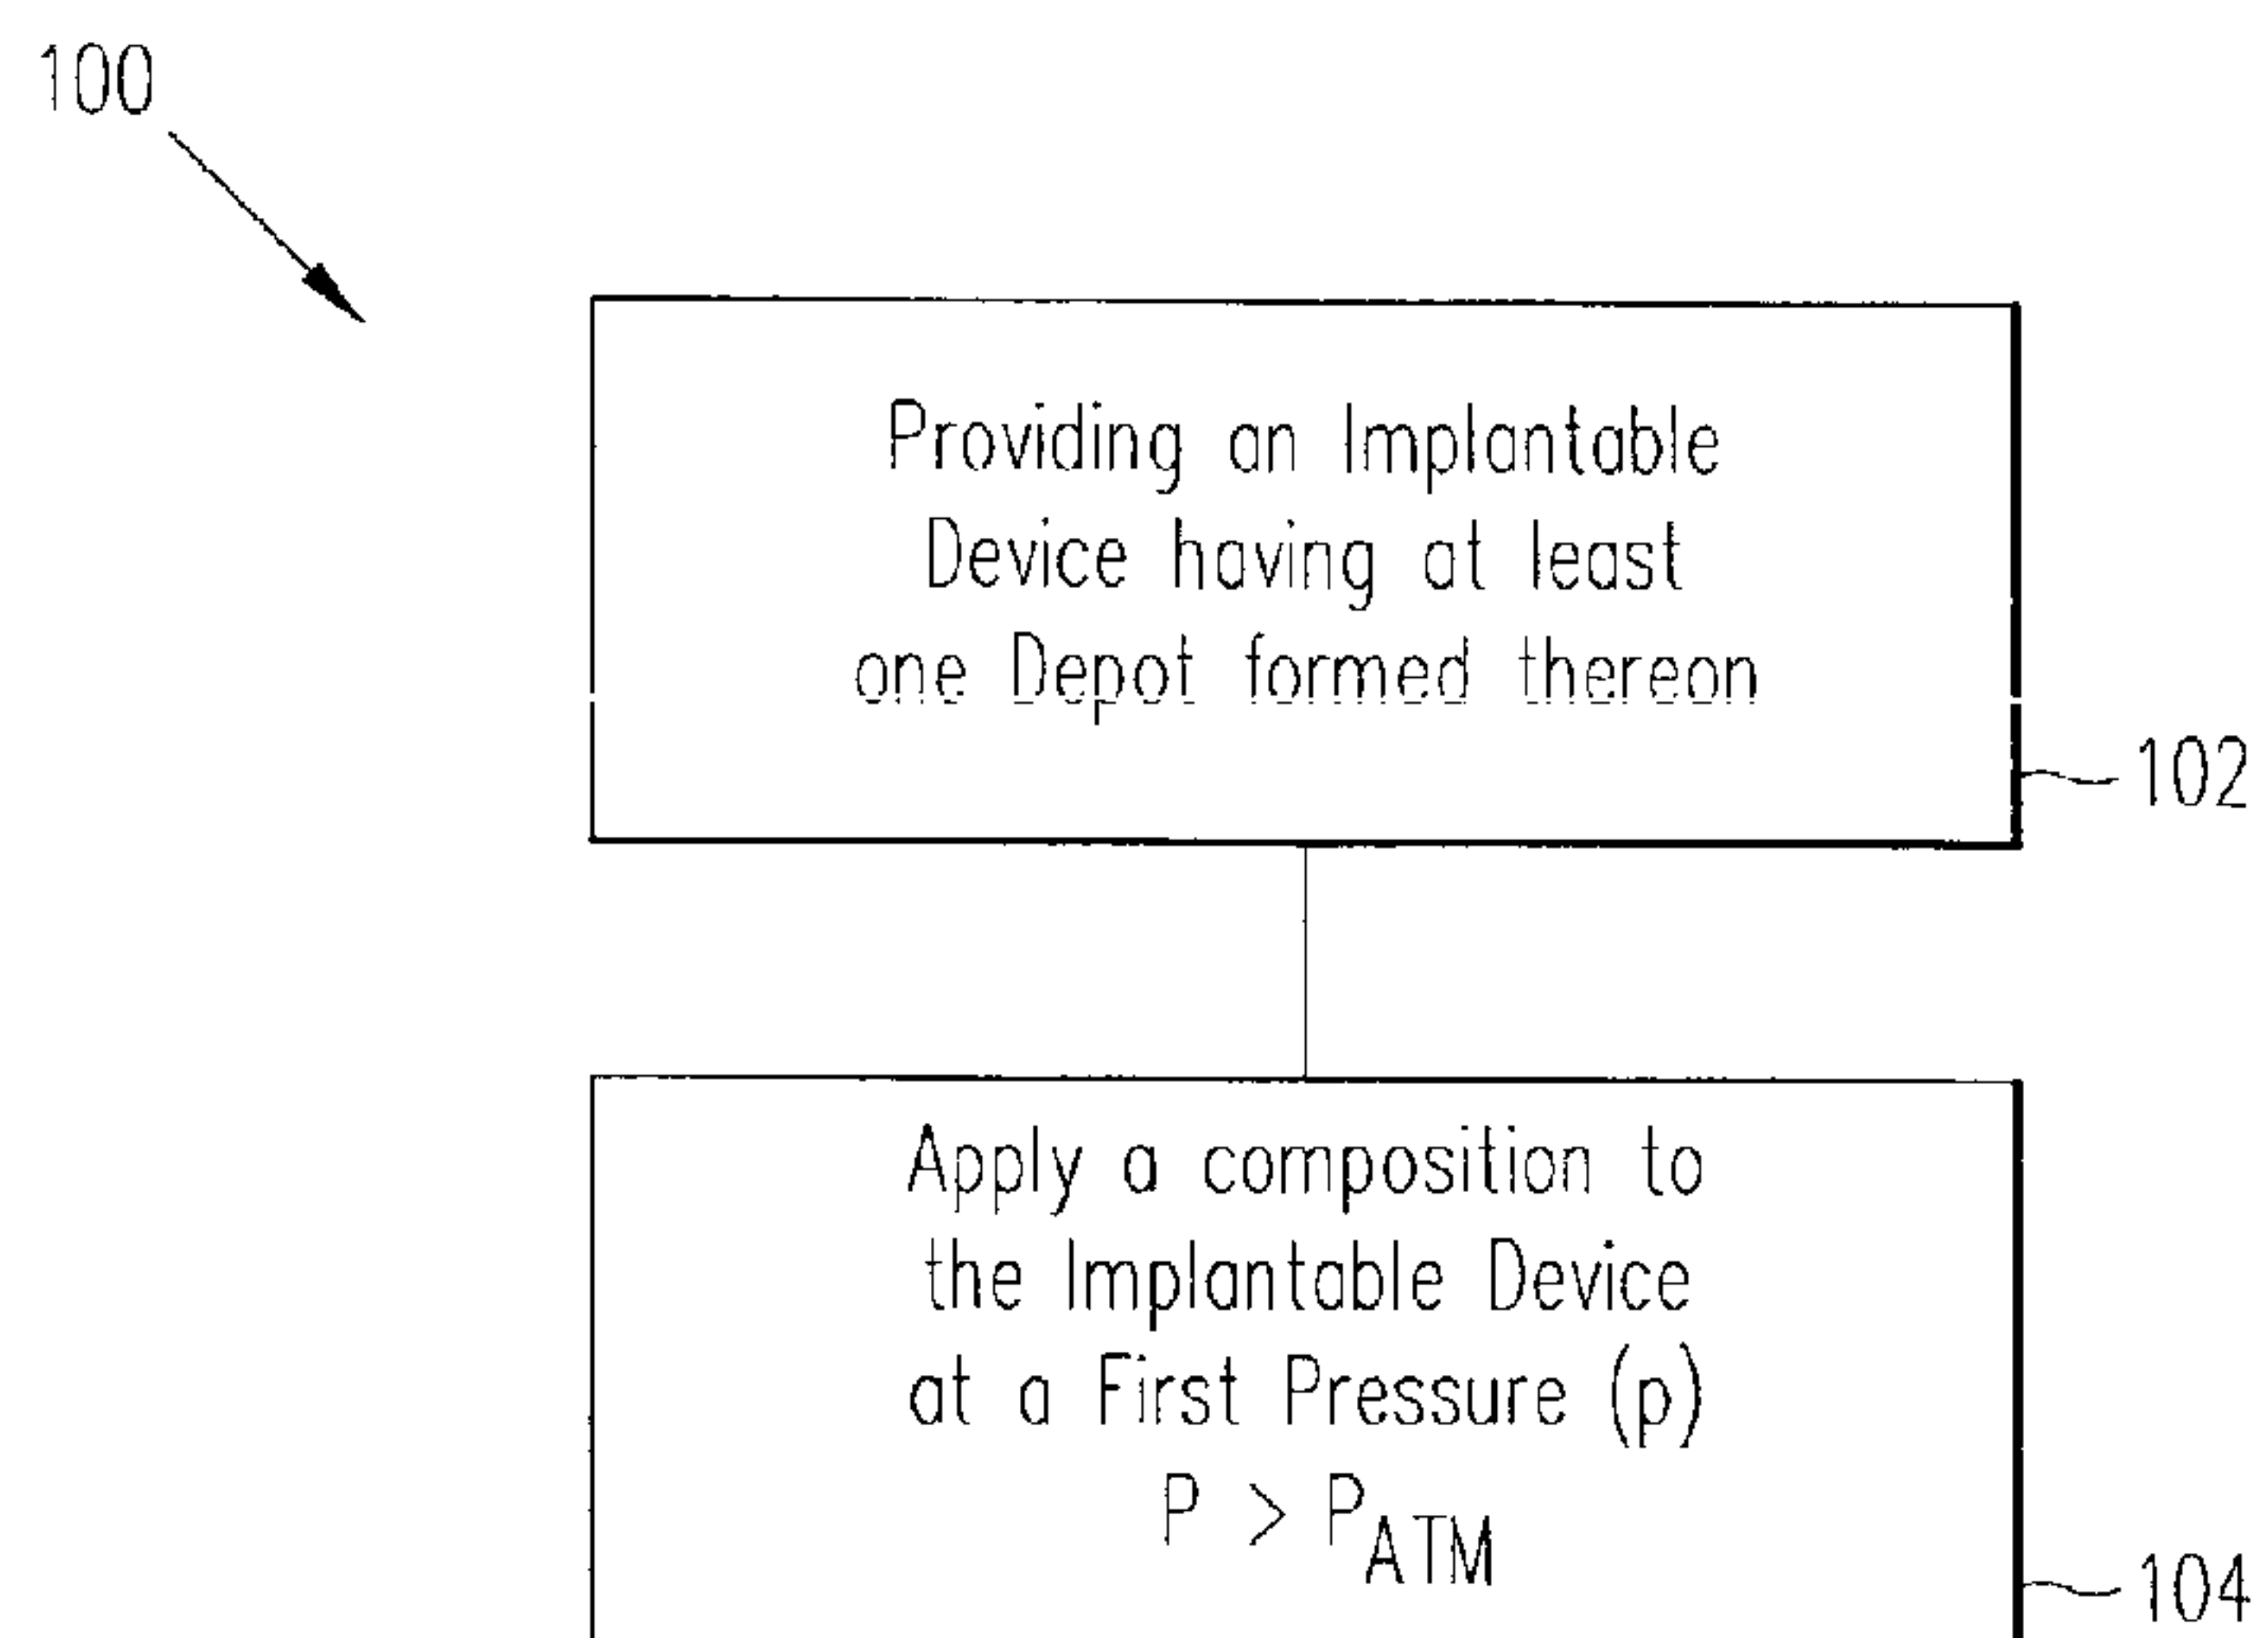 100
Providing an Implantable
Device having at least
one Depot formed thereon
102
Apply a composition to
the Implantable Device
at a First Pressure (p)
P > PATM
104